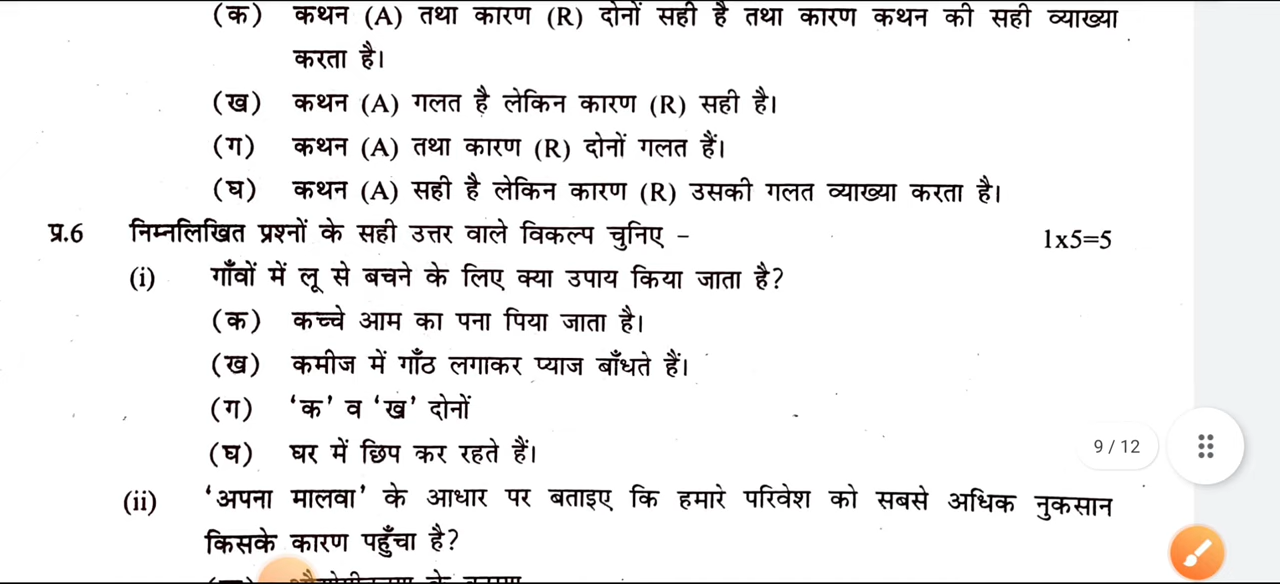 (क) कथन (A) तथा कारण (R) दोनों सही है तथा कारण कथन की सही व्याख्या
करता है।
(ख) कथन (A) गलत है लेकिन कारण (R) सही है।
(ग) कथन (A) तथा कारण (R) दोनों गलत हैं।
(घ) कथन (A) सही है लेकिन कारण (R) उसकी गलत व्याख्या करता है।
प्र.6 निम्नलिखित प्रश्नों के सही उत्तर वाले विकल्प चुनिए – 1x5=5
(i) गाँवों में लू से बचने के लिए क्या उपाय किया जाता है?
(क) कच्चे आम का पना पिया जाता है।
(ख) कमीज में गाँठ लगाकर प्याज बाँधते हैं।
(ग) 'क' व 'ख' दोनों
(घ) घर में छिप कर रहते हैं।
9 / 12
(ii) 'अपना मालवा' के आधार पर बताइए कि हमारे परिवेश को सबसे अधिक नुकसान
किसके कारण पहुँचा है?